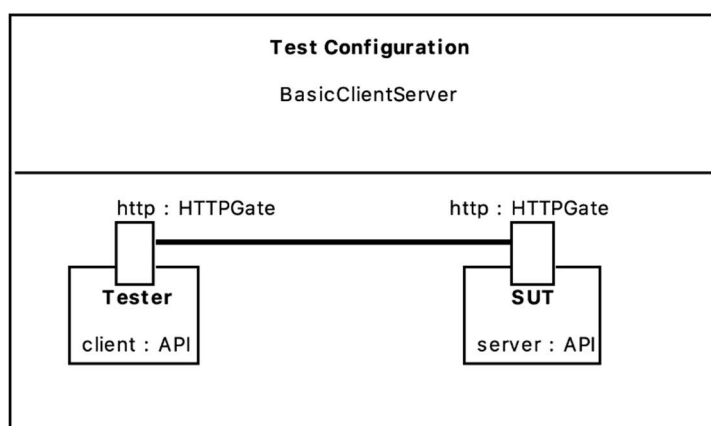 Test Configuration
BasicClientServer
http : HTTPGate http : HTTPGate
Tester SUT
client : API server : API